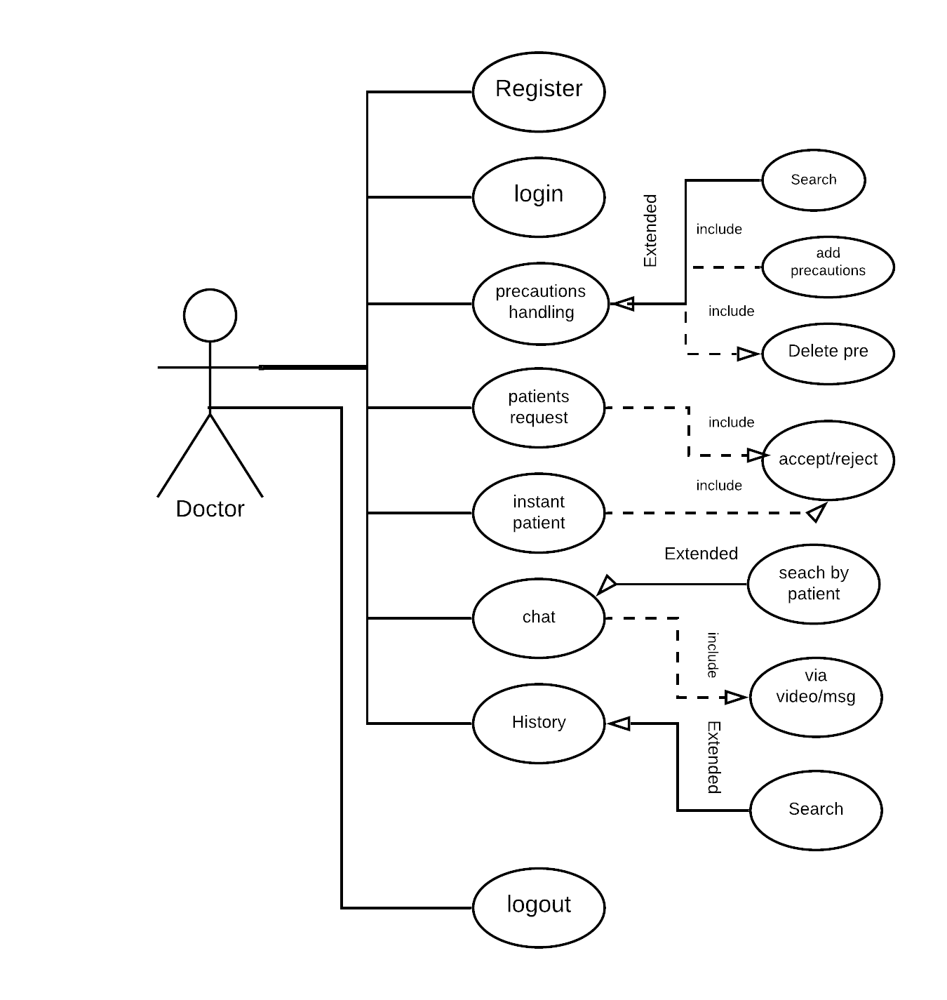 Register
login
Search
Extended
include
add
precautions
precautions
handling
include
Delete pre
patients
request
include
accept/reject
include
instant
patient
Doctor
Extended
seach by
patient
chat
include
via
video/msg
History
Extended
Search
logout